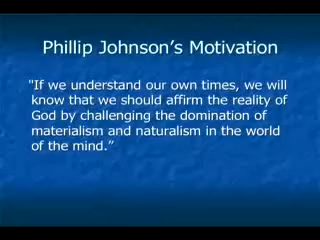 Phillip Johnson’s Motivation
"If we understand our own times, we will
know that we should affirm the reality of
God by challenging the domination of
materialism and naturalism in the world
of the mind.”